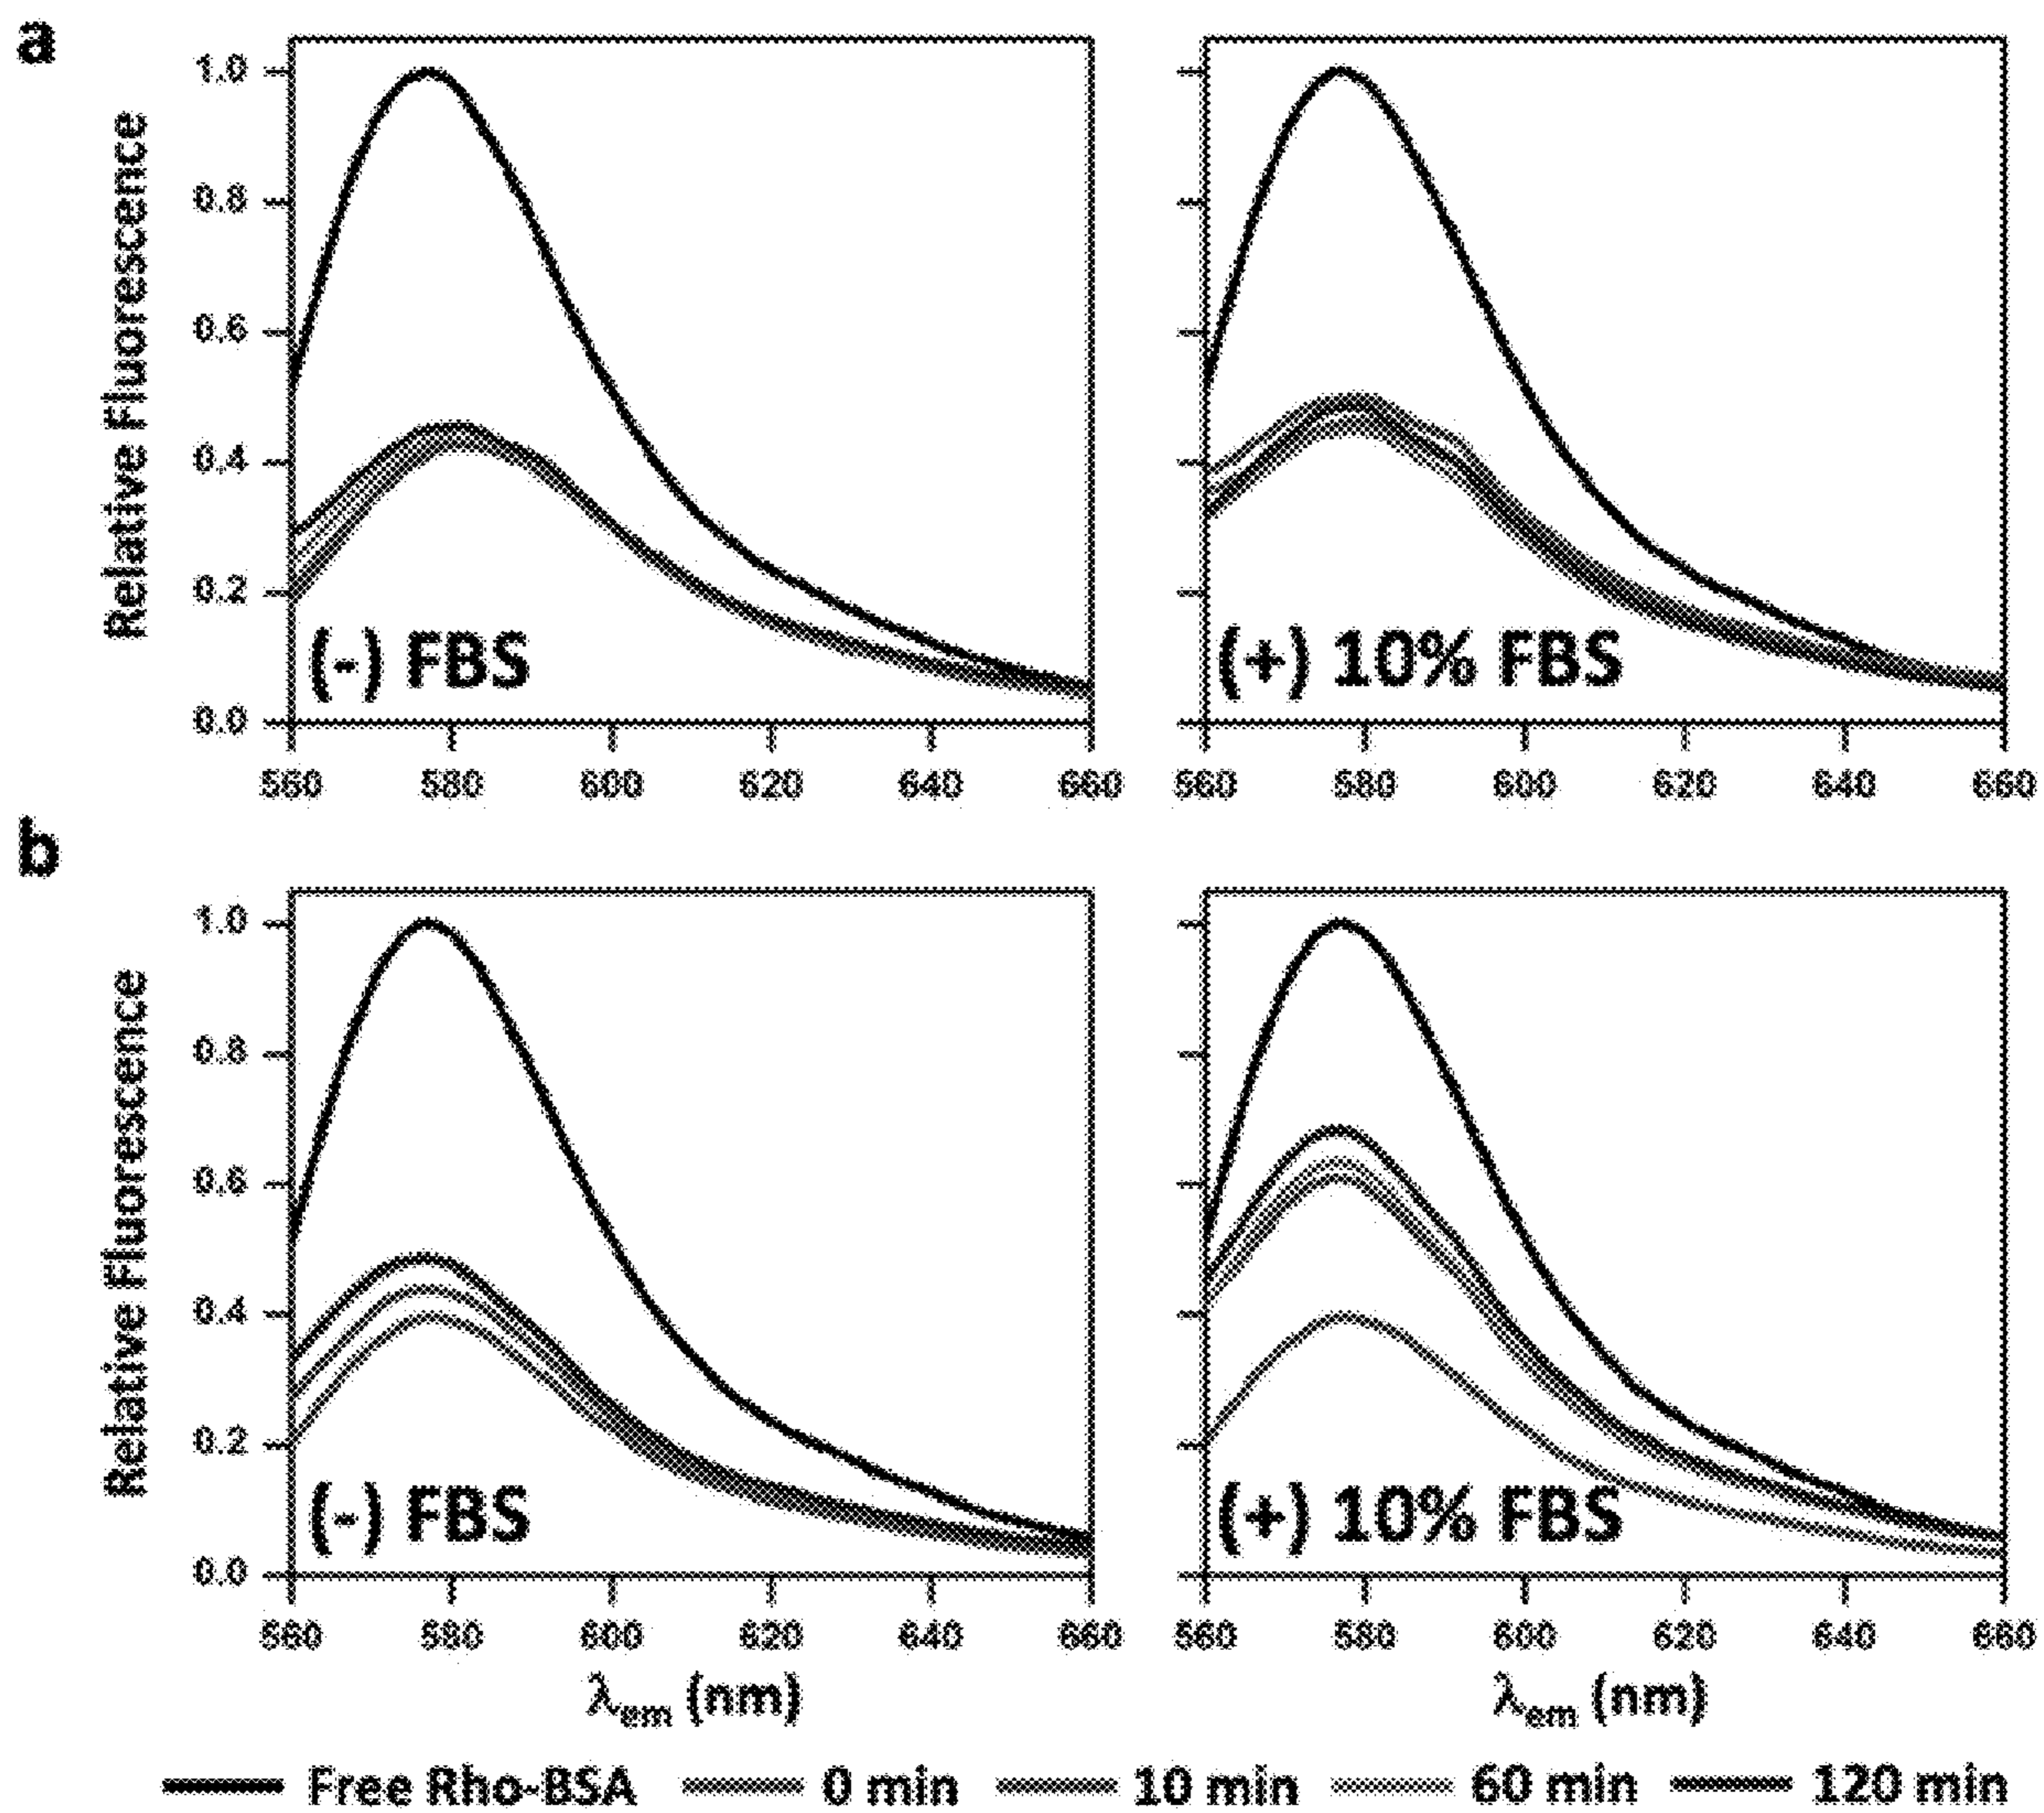 a
Relative Fluorescence
1.0
0.8
0.6
0.4
0.2
0.0
(-) FBS
(+) 10% FBS
560 580 600 620 640 660
560 580 600 620 640 660
b
Relative Fluorescence
1.0
0.8
0.6
0.4
0.2
0.0
(-) FBS
(+) 10% FBS
560 580 600 620 640 660
560 580 600 620 640 660
λem (nm)
λem (nm)
Free Rho-BSA 0 min 10 min 60 min 120 min